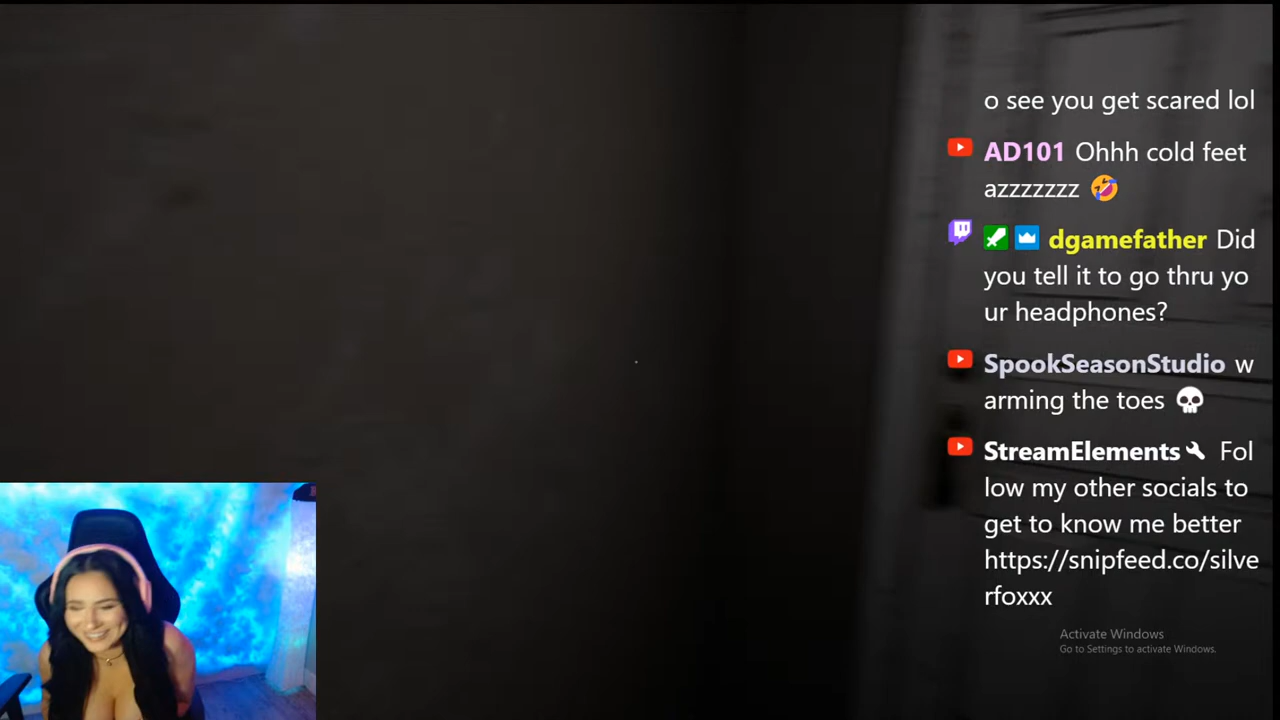 o see you get scared lol
AD101 Ohhh cold feet
azzzzzzz 🤣
dgamefather Did
you tell it to go thru yo
ur headphones?
SpookSeasonStudio w
arming the toes 💀
StreamElements🔧 Fol
low my other socials to
get to know me better
https://snipfeed.co/silve
rfoxxx
Activate Windows
Go to Settings to activate Windows.